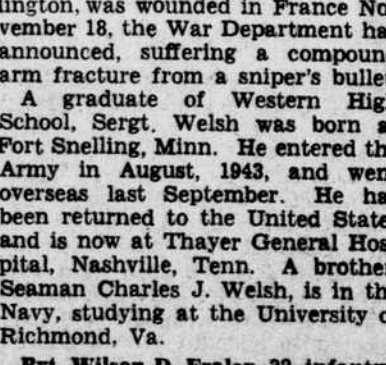 lington, was wounded in France No
vember 18, the War Department ha
announced, suffering a compoun
arm fracture from a sniper's bulle
A graduate of Western Hig
School, Sergt. Welsh was born a
Fort Snelling, Minn. He entered th
Army in August, 1943, and wen
overseas last September. He ha
been returned to the United State
and is now at Thayer General Hos
pital, Nashville, Tenn. A brothe
Seaman Charles J. Welsh, is in th
Navy, studying at the University o
Richmond, Va.